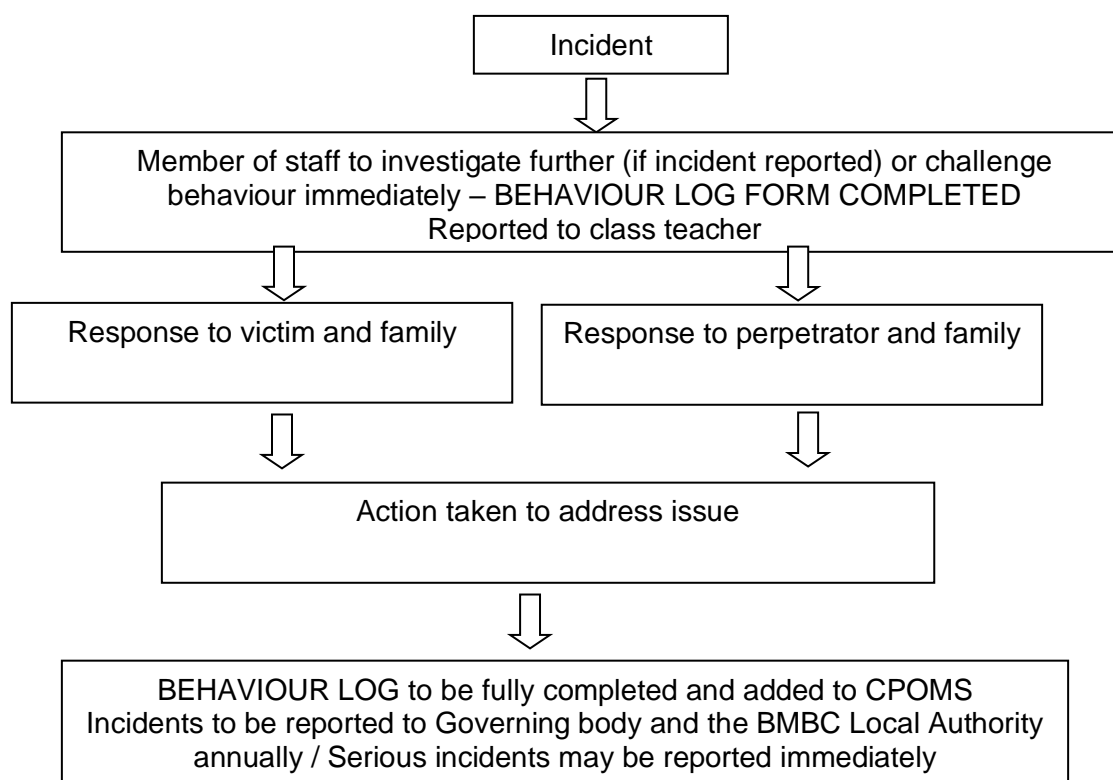 Incident
Member of staff to investigate further (if incident reported) or challenge
behaviour immediately – BEHAVIOUR LOG FORM COMPLETED
Reported to class teacher
Response to victim and family
Response to perpetrator and family
Action taken to address issue
BEHAVIOUR LOG to be fully completed and added to CPOMS
Incidents to be reported to Governing body and the BMBC Local Authority
annually / Serious incidents may be reported immediately